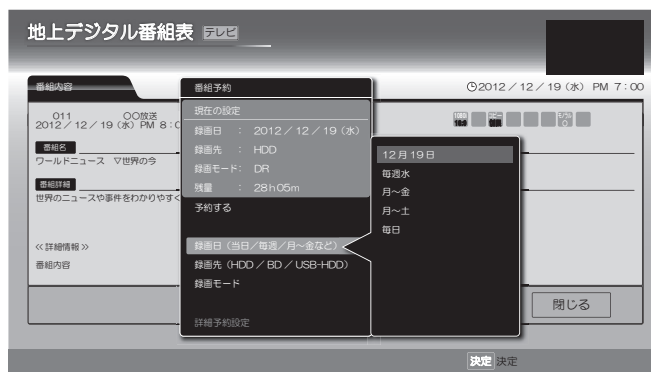 地上デジタル番組表 テレビ
番組内容
2012/12/19(水) PM 7:00
011 〇〇放送
2012/12/19(水) PM 8:0
番組名
ワールドニュース ▽世界の今
番組詳細
世界のニュースや事件をわかりやすく
≪詳細情報≫
番組内容
番組予約
現在の設定
録画日 : 2012/12/19(水)
録画先 : HDD
録画モード: DR
残量 : 28h05m
予約する
録画日(当日/毎週/月~金など)
録画先(HDD/BD/USB-HDD)
録画モード
詳細予約設定
12月19日
毎週水
月~金
月~土
毎日
閉じる
決定 決定